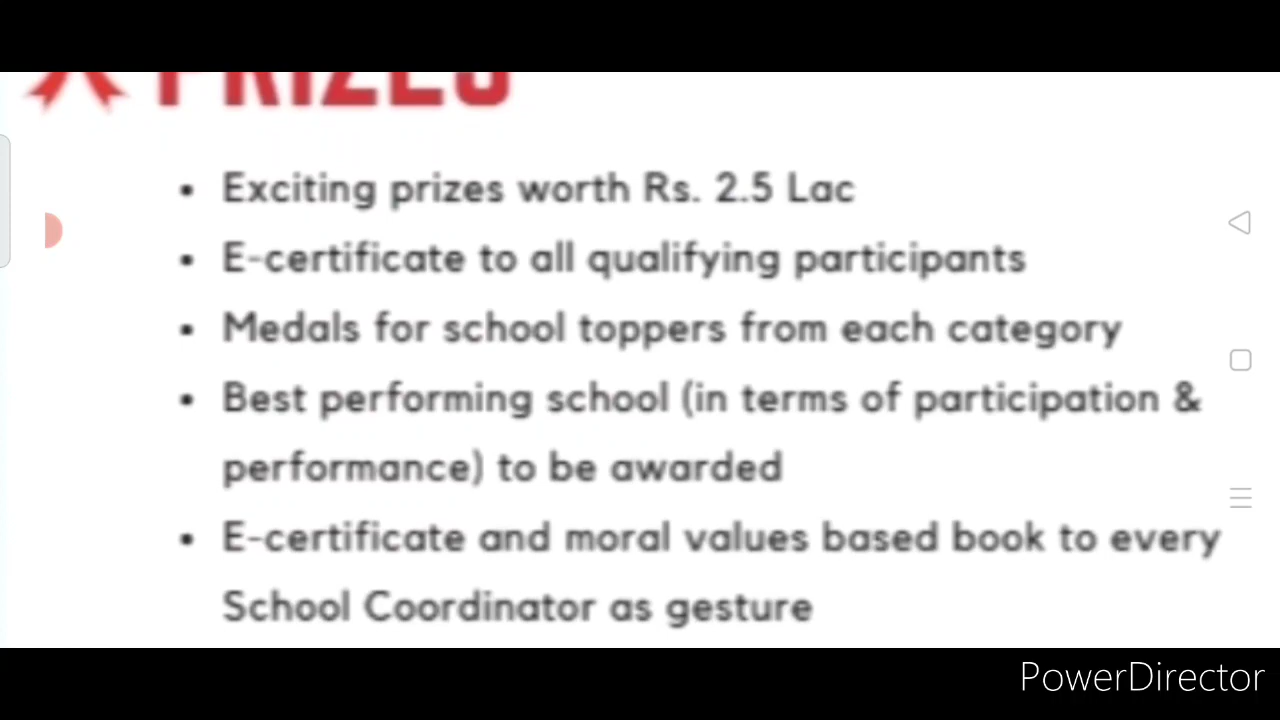 PRIZES
• Exciting prizes worth Rs. 2.5 Lac
• E-certificate to all qualifying participants
• Medals for school toppers from each category
• Best performing school (in terms of participation &
performance) to be awarded
• E-certificate and moral values based book to every
School Coordinator as gesture
PowerDirector